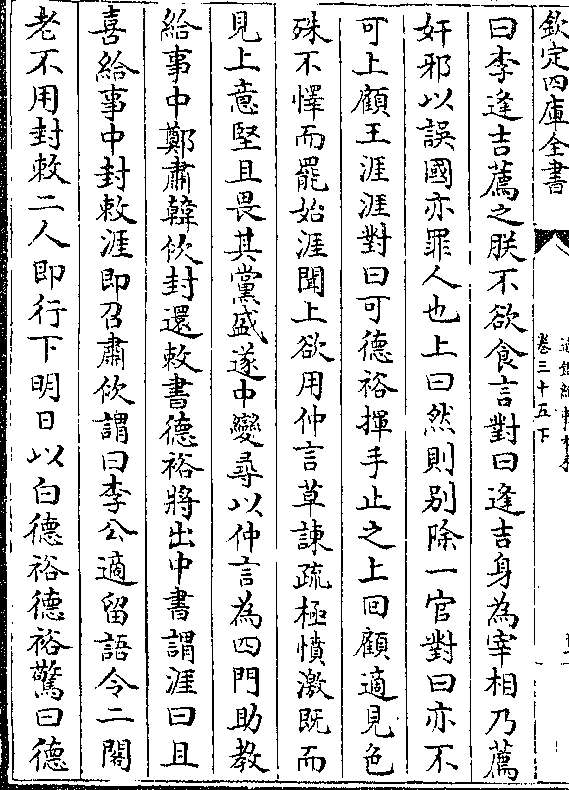 欽定四庫全書
卷三十五下
曰李逢吉薦之朕不欲食言對曰逢吉身為宰相乃薦
奸邪以誤國亦罪人也上曰然則别除一官對曰亦不
可上顧王涯涯對曰可德裕揮手止之上回顧適見色
殊不懌而罷始涯聞上欲用仲言草諫疏極憤激既而
見上意堅且畏其黨盛遂中變尋以仲言為四門助教
給事中鄭肅韓佽封還敕書德裕將出中書謂涯曰且
喜給事中封敕涯即召肅佽謂曰李公適留語令二閣
老不用封敕二人即行下明日以白德裕德裕驚曰德